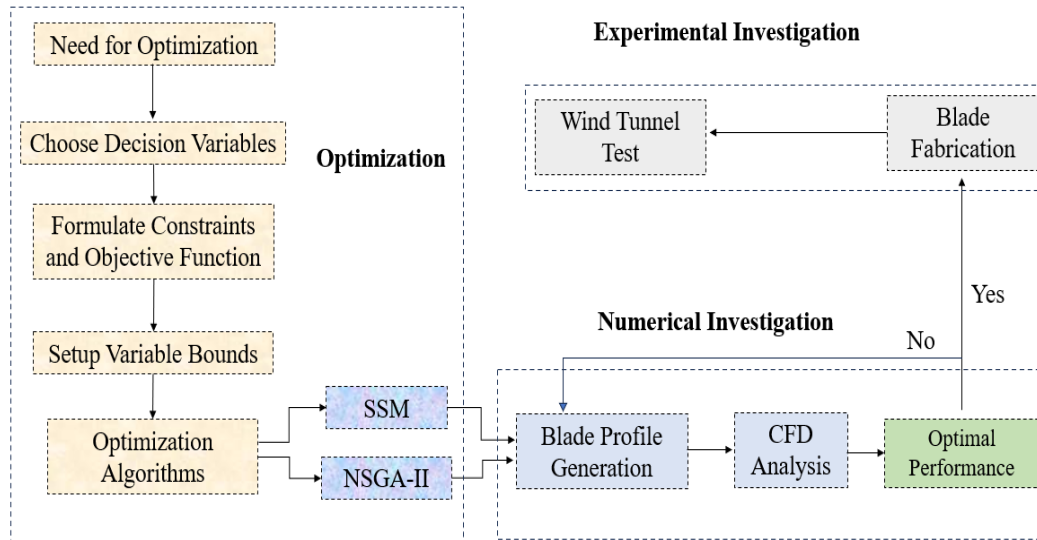 Need for Optimization
Choose Decision Variables
Formulate Constraints
and Objective Function
Setup Variable Bounds
Optimization
Algorithms
Optimization
SSM
NSGA-II
Experimental Investigation
Wind Tunnel
Test
Blade
Fabrication
Yes
No
Numerical Investigation
Blade Profile
Generation
CFD
Analysis
Optimal
Performance